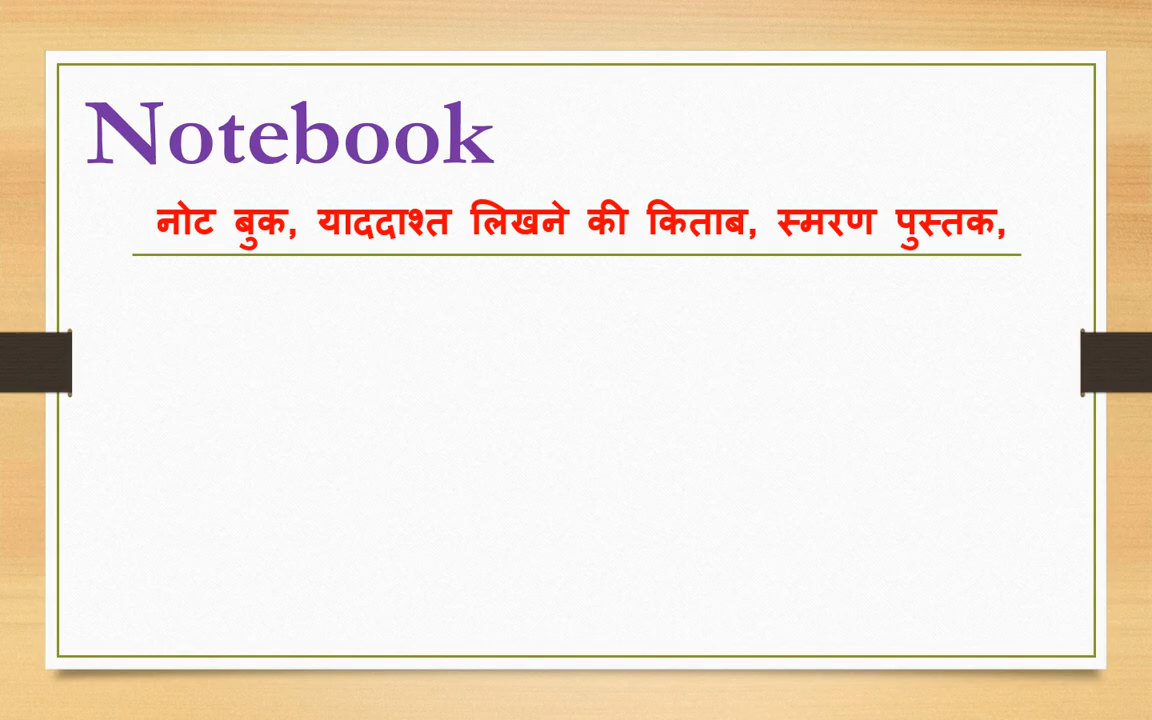 Notebook
नोट बुक, याददाश्त लिखने की किताब, स्मरण पुस्तक,